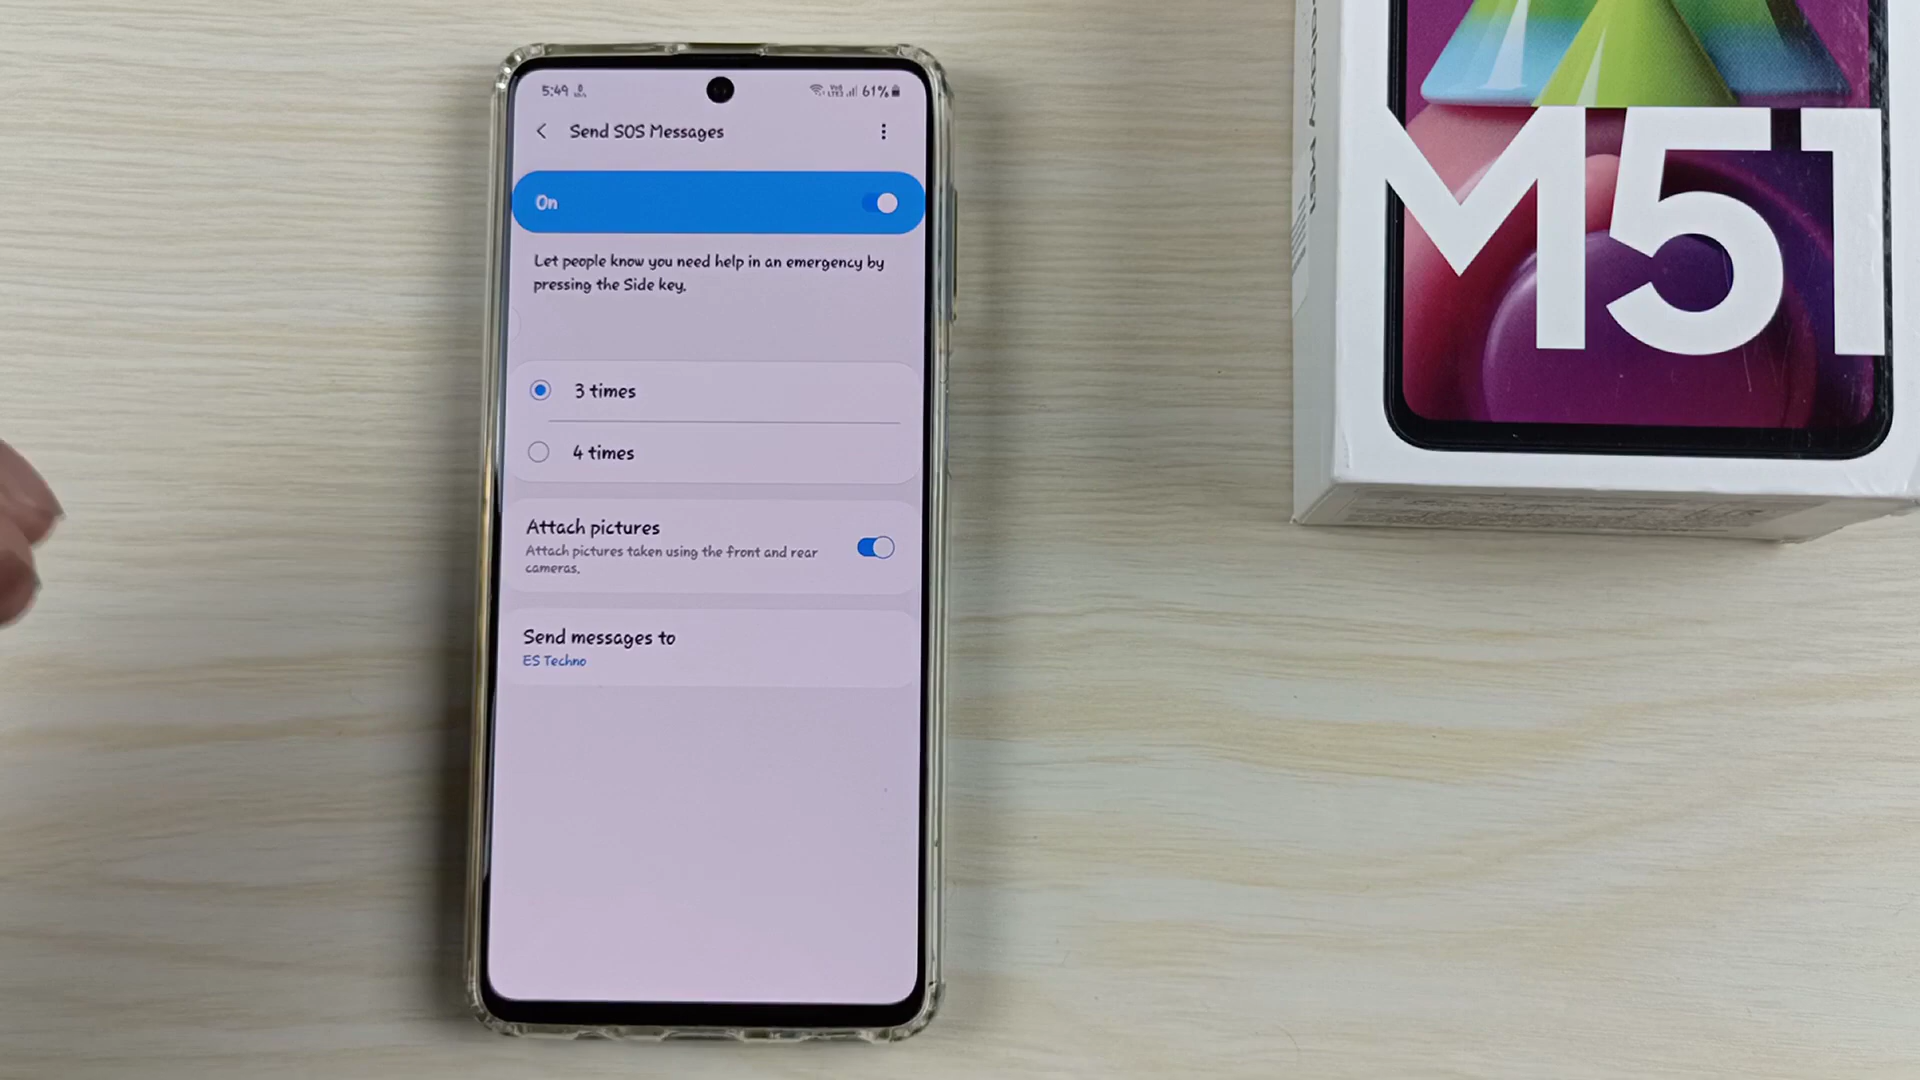 5:49
61%
Send SOS Messages
On
Let people know you need help in an emergency by
pressing the Side key.
3 times
4 times
Attach pictures
Attach pictures taken using the front and rear
cameras.
Send messages to
ES Techno
M51